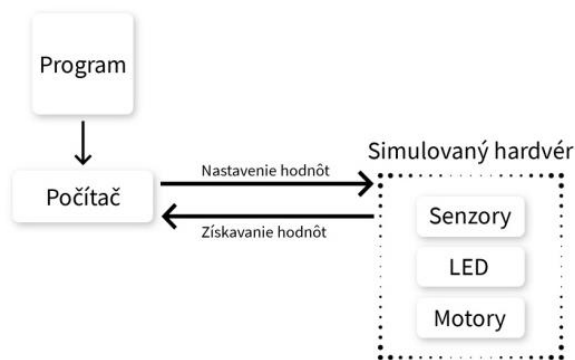 Program
Počítač
Nastavenie hodnôt
Získavanie hodnôt
Simulovaný hardvér
Senzory
LED
Motory